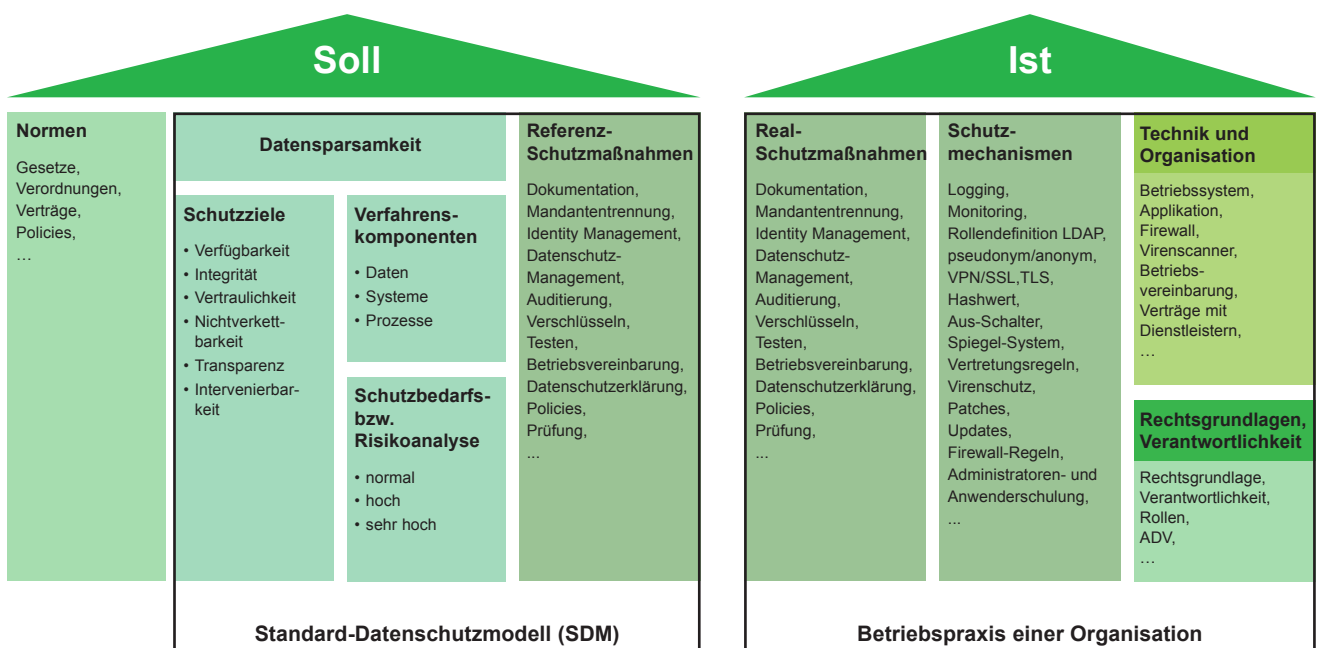 Soll
Normen
Gesetze,
Verordnungen,
Verträge,
Policies,
…
Datensparsamkeit
Schutzziele
• Verfügbarkeit
• Integrität
• Vertraulichkeit
• Nichtverkett-
barkeit
• Transparenz
• Intervenierbar-
keit
Verfahrens-
komponenten
• Daten
• Systeme
• Prozesse
Schutzbedarfs-
bzw.
Risikoanalyse
• normal
• hoch
• sehr hoch
Referenz-
Schutzmaßnahmen
Dokumentation,
Mandantentrennung,
Identity Management,
Datenschutz-
Management,
Auditierung,
Verschlüsseln,
Testen,
Betriebsvereinbarung,
Datenschutzerklärung,
Policies,
Prüfung,
...
Standard-Datenschutzmodell (SDM)
Ist
Real-
Schutzmaßnahmen
Dokumentation,
Mandantentrennung,
Identity Management,
Datenschutz-
Management,
Auditierung,
Verschlüsseln,
Testen,
Betriebsvereinbarung,
Datenschutzerklärung,
Policies,
Prüfung,
...
Schutz-
mechanismen
Logging,
Monitoring,
Rollendefinition LDAP,
pseudonym/anonym,
VPN/SSL,TLS,
Hashwert,
Aus-Schalter,
Spiegel-System,
Vertretungsregeln,
Virenschutz,
Patches,
Updates,
Firewall-Regeln,
Administratoren- und
Anwenderschulung,
...
Technik und
Organisation
Betriebssystem,
Applikation,
Firewall,
Virenscanner,
Betriebs-
vereinbarung,
Verträge mit
Dienstleistern,
…
Rechtsgrundlagen,
Verantwortlichkeit
Rechtsgrundlage,
Verantwortlichkeit,
Rollen,
ADV,
…
Betriebspraxis einer Organisation